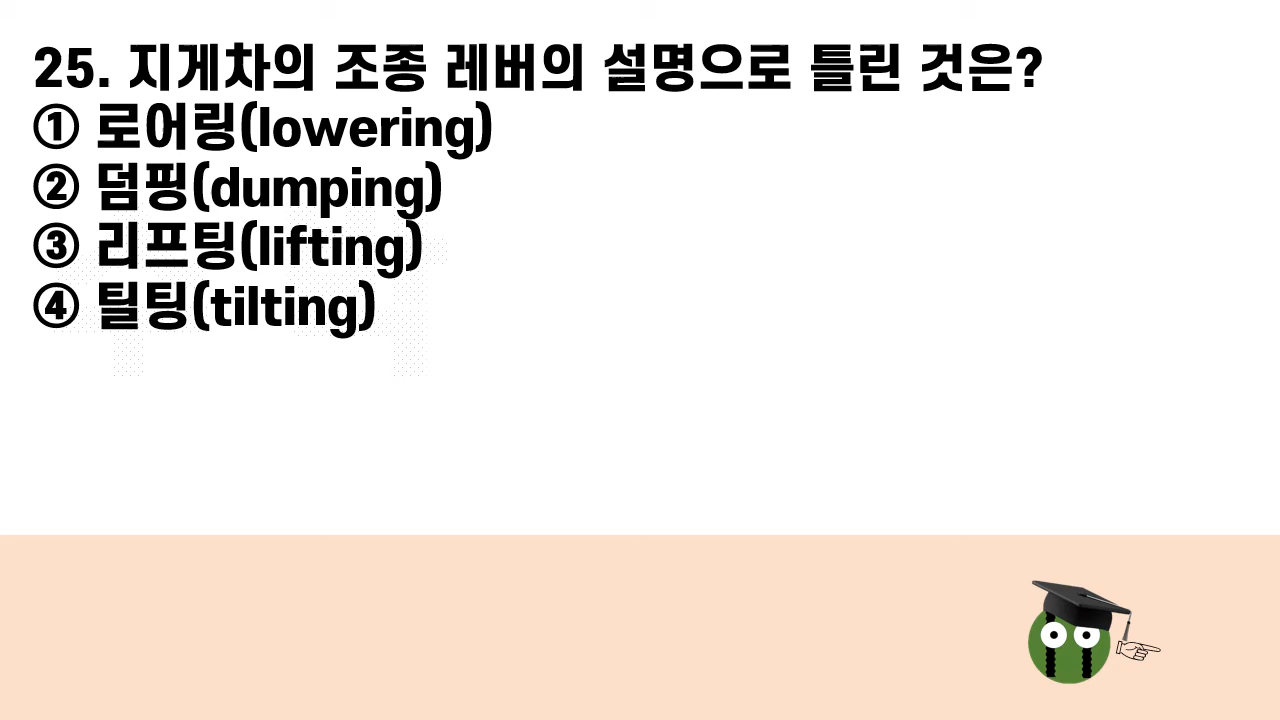 25. 지게차의 조종 레버의 설명으로 틀린 것은?
① 로어링(lowering)
② 덤핑(dumping)
③ 리프팅(lifting)
④ 틸팅(tilting)